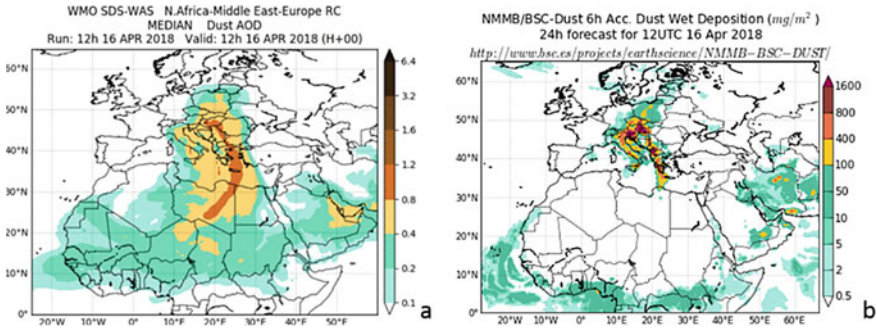 WMO SDS-WAS N.Africa-Middle East-Europe RC
MEDIAN Dust AOD
Run: 12h 16 APR 2018 Valid: 12h 16 APR 2018 (H+00)
50°N
40°N
30°N
20°N
10°N
0°
20°W
10°W
0°
10°E
20°E
30°E
40°E
50°E
6.4
3.2
1.6
1.2
0.8
0.4
0.2
0.1
a
NMMB/BSC-Dust 6h Acc. Dust Wet Deposition (mg/m²)
24h forecast for 12UTC 16 Apr 2018
http://www.bsc.es/projects/earthscience/NMMB-BSC-DUST/
60°N
50°N
40°N
30°N
20°N
10°N
0°
20°W
10°W
0°
10°E
20°E
30°E
40°E
50°E
60°E
1600
800
400
100
50
10
5
2
0.5
b